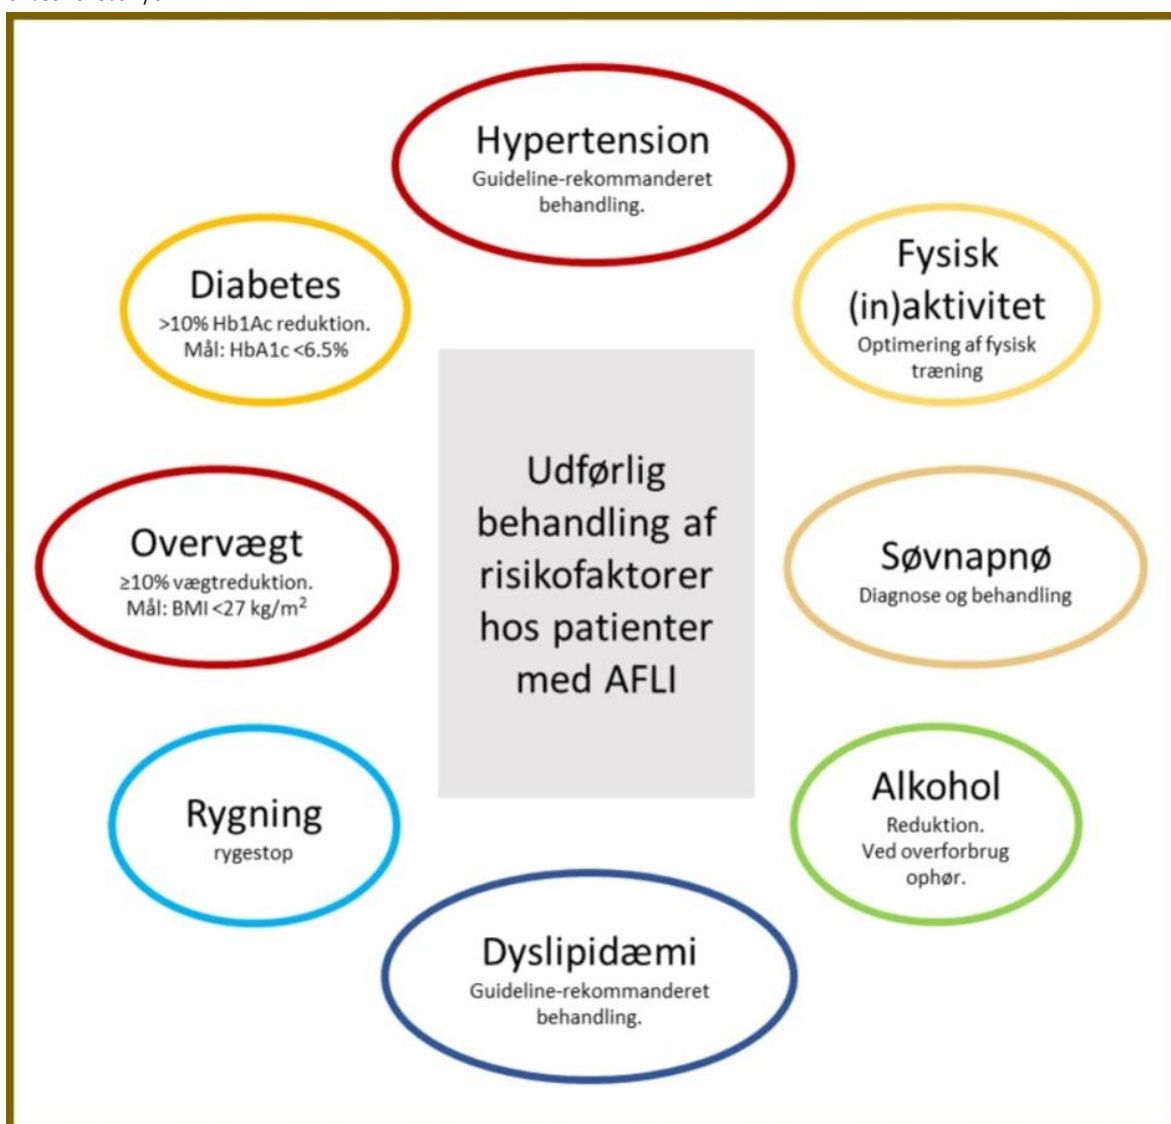 Hypertension
Guideline-rekommanderet
behandling.
Fysisk
(in)aktivitet
Optimering af fysisk
træning
Diabetes
>10% Hb1Ac reduktion.
Mål: HbA1c <6.5%
Udførlig
behandling af
risikofaktorer
hos patienter
med AFLI
Overvægt
≥10% vægtreduktion.
Mål: BMI <27 kg/m²
Søvnapnø
Diagnose og behandling
Rygning
rygestop
Alkohol
Reduktion.
Ved overforbrug
ophør.
Dyslipidæmi
Guideline-rekommanderet
behandling.